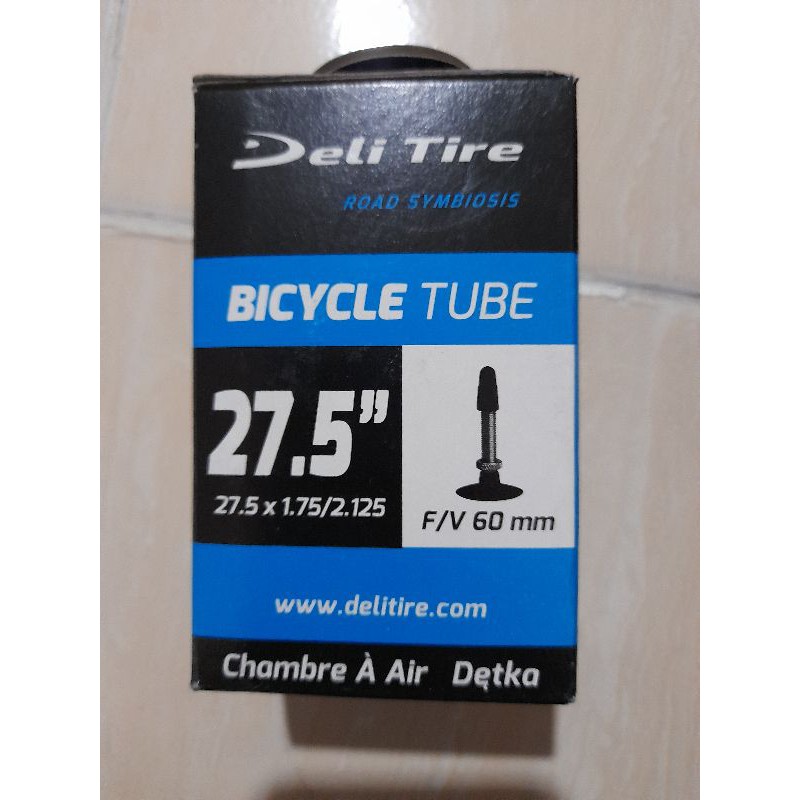 Deli Tire
ROAD SYMBIOSIS
BICYCLE TUBE
27.5”
27.5 x 1.75/2.125
F/V 60 mm
www.delitire.com
Chambre À Air Dętka